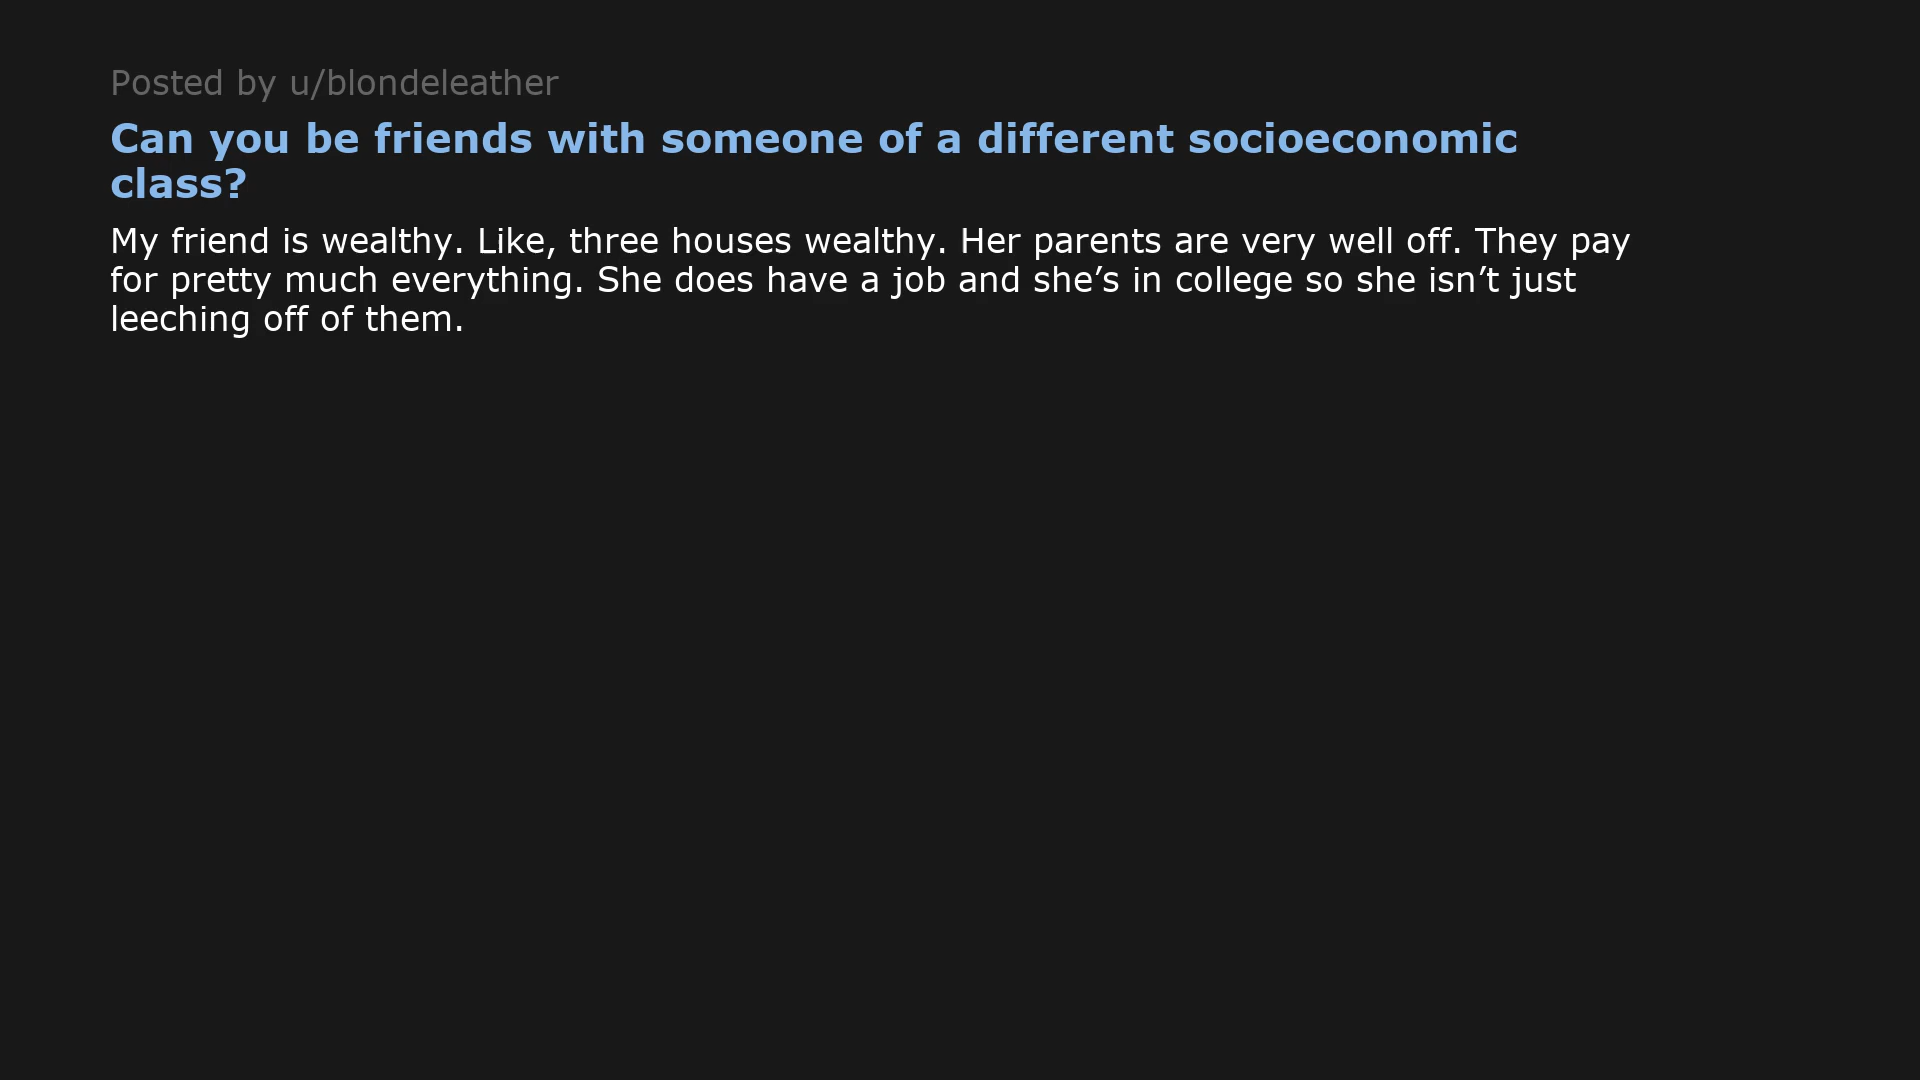 Posted by u/blondeleather
Can you be friends with someone of a different socioeconomic
class?
My friend is wealthy. Like, three houses wealthy. Her parents are very well off. They pay
for pretty much everything. She does have a job and she’s in college so she isn’t just
leeching off of them.